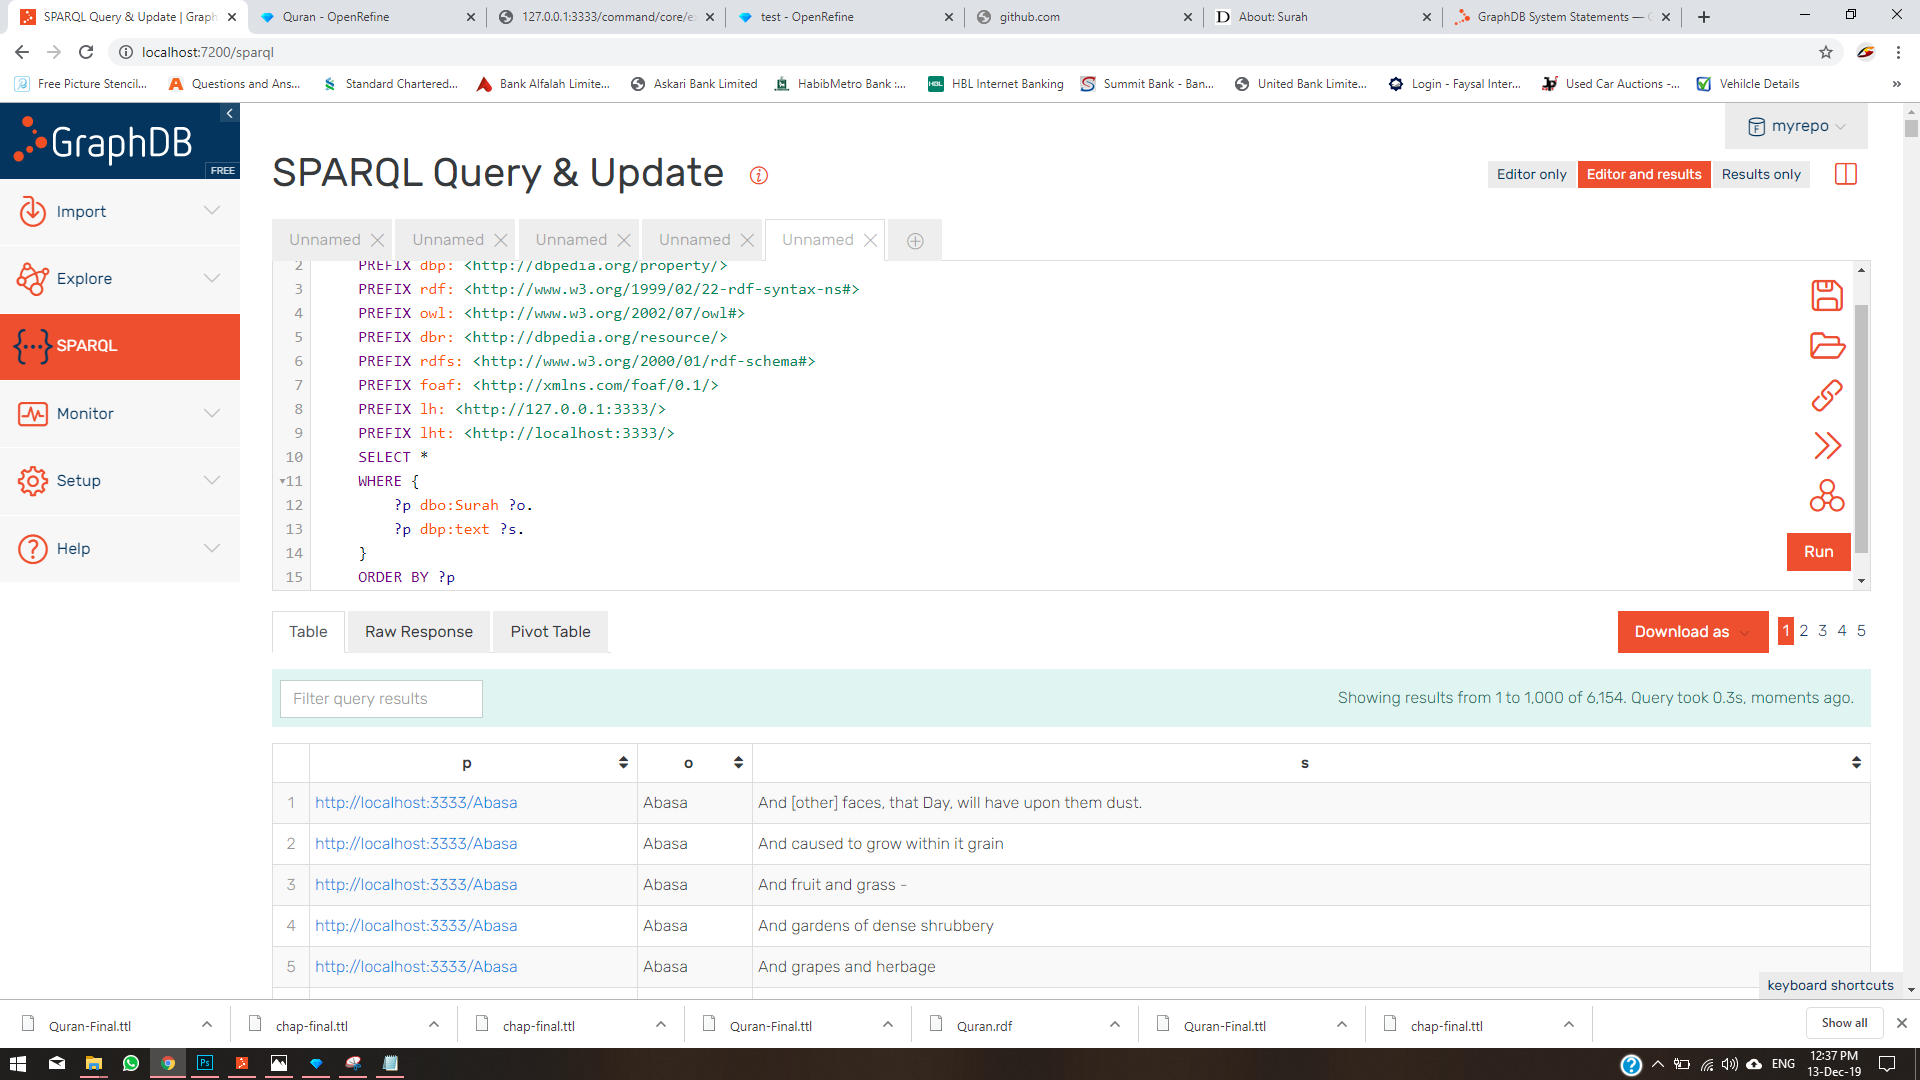 SPARQL Query & Update | Graph
Quran - OpenRefine
127.0.0.1:3333/command/core/e
test - OpenRefine
github.com
D About: Surah
GraphDB System Statements —
localhost:7200/sparql
Free Picture Stencil...
Questions and Ans...
Standard Chartered...
Bank Alfalah Limite...
Askari Bank Limited
HabibMetro Bank :...
HBL HBL Internet Banking
Summit Bank - Ban...
United Bank Limite...
Login - Faysal Inter...
Used Car Auctions -...
Vehilcle Details
»
GraphDB
FREE
myrepo
SPARQL Query & Update
Editor only
Editor and results
Results only
Import
Explore
SPARQL
Monitor
Setup
Help
Unnamed
Unnamed
Unnamed
Unnamed
Unnamed
2 PREFIX dbp: <http://dbpedia.org/property/>
3 PREFIX rdf: <http://www.w3.org/1999/02/22-rdf-syntax-ns#>
4 PREFIX owl: <http://www.w3.org/2002/07/owl#>
5 PREFIX dbr: <http://dbpedia.org/resource/>
6 PREFIX rdfs: <http://www.w3.org/2000/01/rdf-schema#>
7 PREFIX foaf: <http://xmlns.com/foaf/0.1/>
8 PREFIX lh: <http://127.0.0.1:3333/>
9 PREFIX lht: <http://localhost:3333/>
10 SELECT *
11 WHERE {
12 ?p dbo:Surah ?o.
13 ?p dbp:text ?s.
14 }
15 ORDER BY ?p
Run
Table
Raw Response
Pivot Table
Download as
1 2 3 4 5
Filter query results
Showing results from 1 to 1,000 of 6,154. Query took 0.3s, moments ago.
p o s
1 http://localhost:3333/Abasa Abasa And [other] faces, that Day, will have upon them dust.
2 http://localhost:3333/Abasa Abasa And caused to grow within it grain
3 http://localhost:3333/Abasa Abasa And fruit and grass -
4 http://localhost:3333/Abasa Abasa And gardens of dense shrubbery
5 http://localhost:3333/Abasa Abasa And grapes and herbage
keyboard shortcuts
Quran-Final.ttl
chap-final.ttl
chap-final.ttl
Quran-Final.ttl
Quran.rdf
Quran-Final.ttl
chap-final.ttl
Show all
Ps
ENG
12:37 PM
13-Dec-19